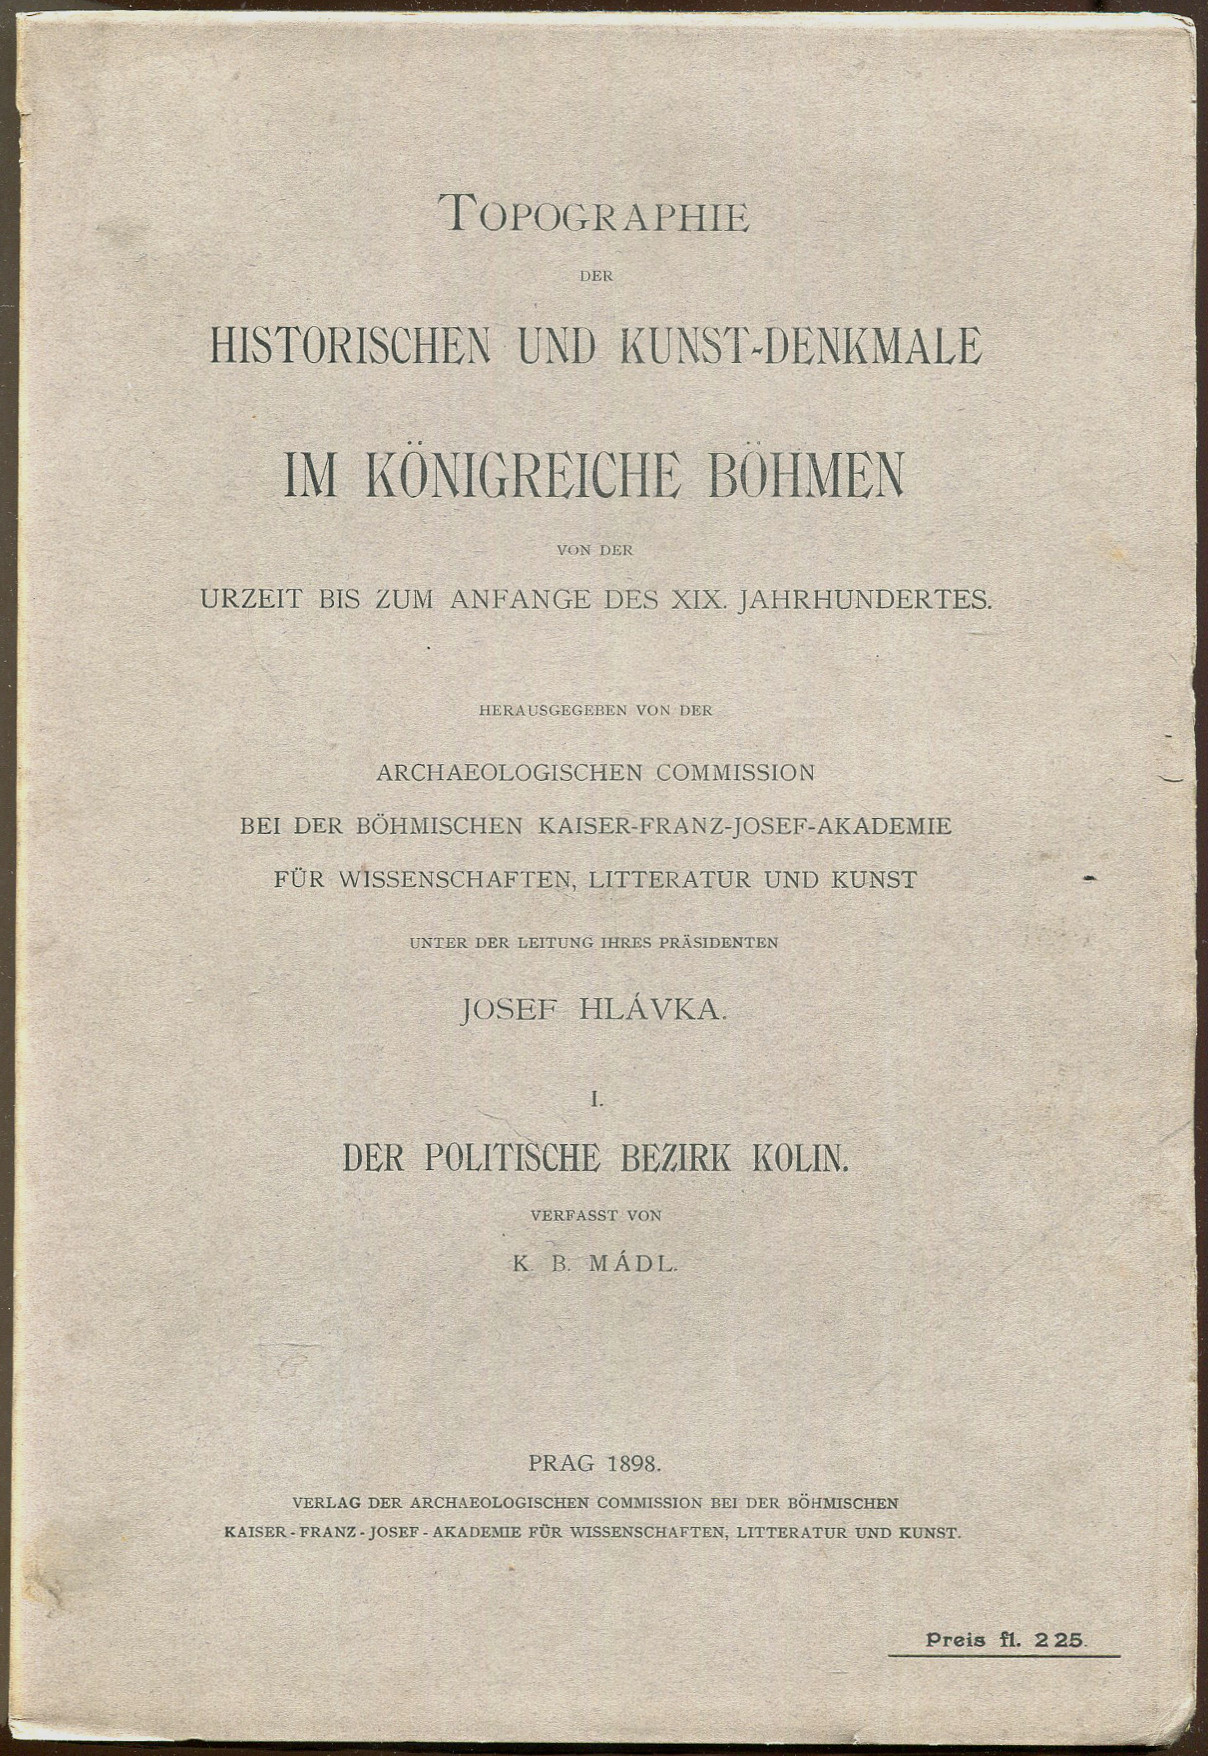 TOPOGRAPHIE
DER
HISTORISCHEN UND KUNST-DENKMALE
IM KÖNIGREICHE BÖHMEN
VON DER
URZEIT BIS ZUM ANFANGE DES XIX. JAHRHUNDERTES.
HERAUSGEGEBEN VON DER
ARCHAEOLOGISCHEN COMMISSION
BEI DER BÖHMISCHEN KAISER-FRANZ-JOSEF-AKADEMIE
FÜR WISSENSCHAFTEN, LITTERATUR UND KUNST
UNTER DER LEITUNG IHRES PRÄSIDENTEN
JOSEF HLÁVKA.
I.
DER POLITISCHE BEZIRK KOLIN.
VERFASST VON
K. B. MÁDL.
PRAG 1898.
VERLAG DER ARCHAEOLOGISCHEN COMMISSION BEI DER BÖHMISCHEN
KAISER-FRANZ-JOSEF-AKADEMIE FÜR WISSENSCHAFTEN, LITTERATUR UND KUNST.
Preis fl. 2 25.